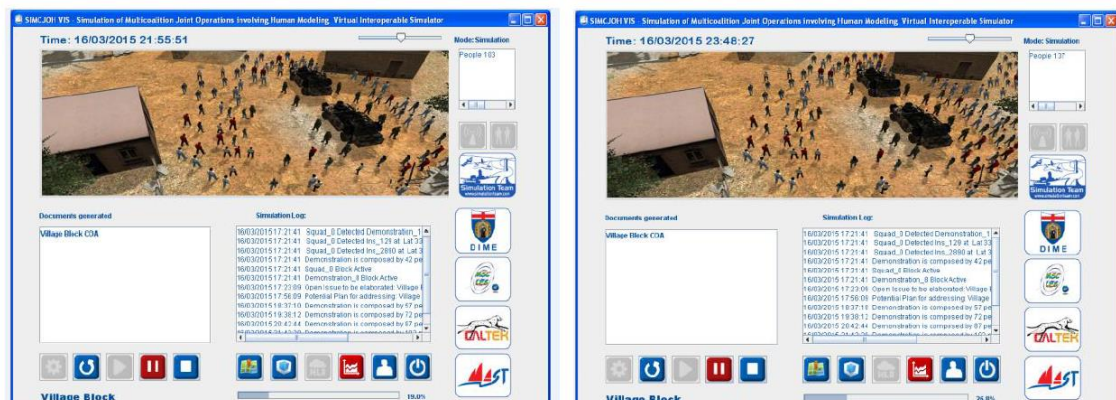 SIMCJOH VIS - Simulation of Multicoalition Joint Operations involving Human Modeling Virtual Interoperable Simulator
Time: 16/03/2015 21:55:51
Mode: Simulation
People 103
Simulation Team
www.simulationteam.com
Documents generated
Simulation Log:
Village Block COA
16/03/2015 17:21:41 Squad_0 Detected Demonstration_1
16/03/2015 17:21:41 Squad_0 Detected Ins_129 at Lat 33
16/03/2015 17:21:41 Squad_0 Detected Ins_2890 at Lat 3
16/03/2015 17:21:41 Demonstration is composed by 42 pe
16/03/2015 17:21:41 Squad_0 Block Active
16/03/2015 17:21:41 Demonstration_0 Block Active
16/03/2015 17:23:09 Open Issue to be elaborated: Village
16/03/2015 17:56:09 Potential Plan for addressing Village
16/03/2015 18:37:10 Demonstration is composed by 57 pe
16/03/2015 19:38:12 Demonstration is composed by 72 pe
16/03/2015 20:42:44 Demonstration is composed by 87 pe
DIME
CAL-TEK
MAST
HLA
Village Block
19.0%
SIMCJOH VIS - Simulation of Multicoalition Joint Operations involving Human Modeling Virtual Interoperable Simulator
Time: 16/03/2015 23:48:27
Mode: Simulation
People 137
Simulation Team
www.simulationteam.com
Documents generated
Simulation Log:
Village Block COA
16/03/2015 17:21:41 Squad_0 Detected Demonstration_1
16/03/2015 17:21:41 Squad_0 Detected Ins_129 at Lat 33
16/03/2015 17:21:41 Squad_0 Detected Ins_2890 at Lat 3
16/03/2015 17:21:41 Demonstration is composed by 42 pe
16/03/2015 17:21:41 Squad_0 Block Active
16/03/2015 17:21:41 Demonstration_0 Block Active
16/03/2015 17:23:09 Open Issue to be elaborated: Village
16/03/2015 17:56:09 Potential Plan for addressing Village
16/03/2015 18:37:10 Demonstration is composed by 57 pe
16/03/2015 19:38:12 Demonstration is composed by 72 pe
16/03/2015 20:42:44 Demonstration is composed by 87 pe
DIME
CAL-TEK
MAST
HLA
Village Block